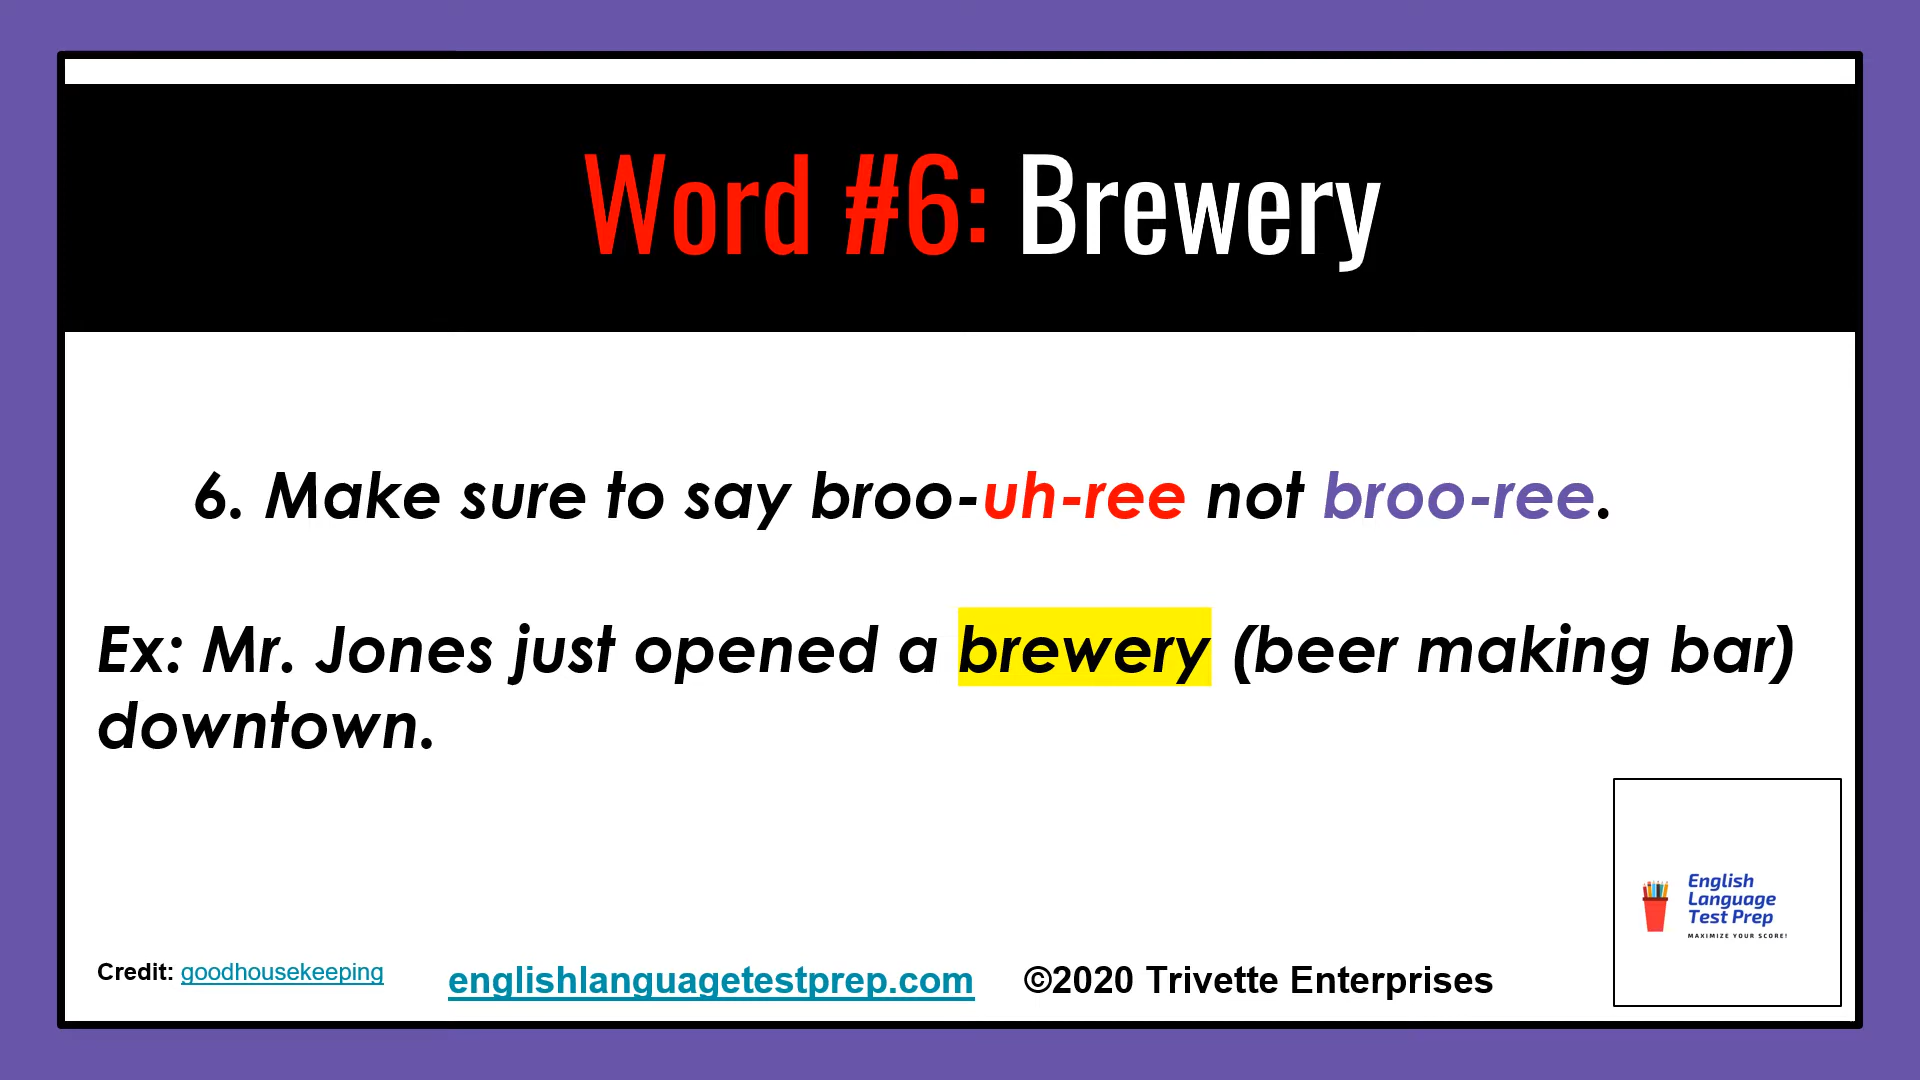 Word #6: Brewery
6. Make sure to say broo-uh-ree not broo-ree.
Ex: Mr. Jones just opened a brewery (beer making bar)
downtown.
English
Language
Test Prep
MAXIMIZE YOUR SCORE!
Credit: goodhousekeeping
englishlanguagetestprep.com
©2020 Trivette Enterprises